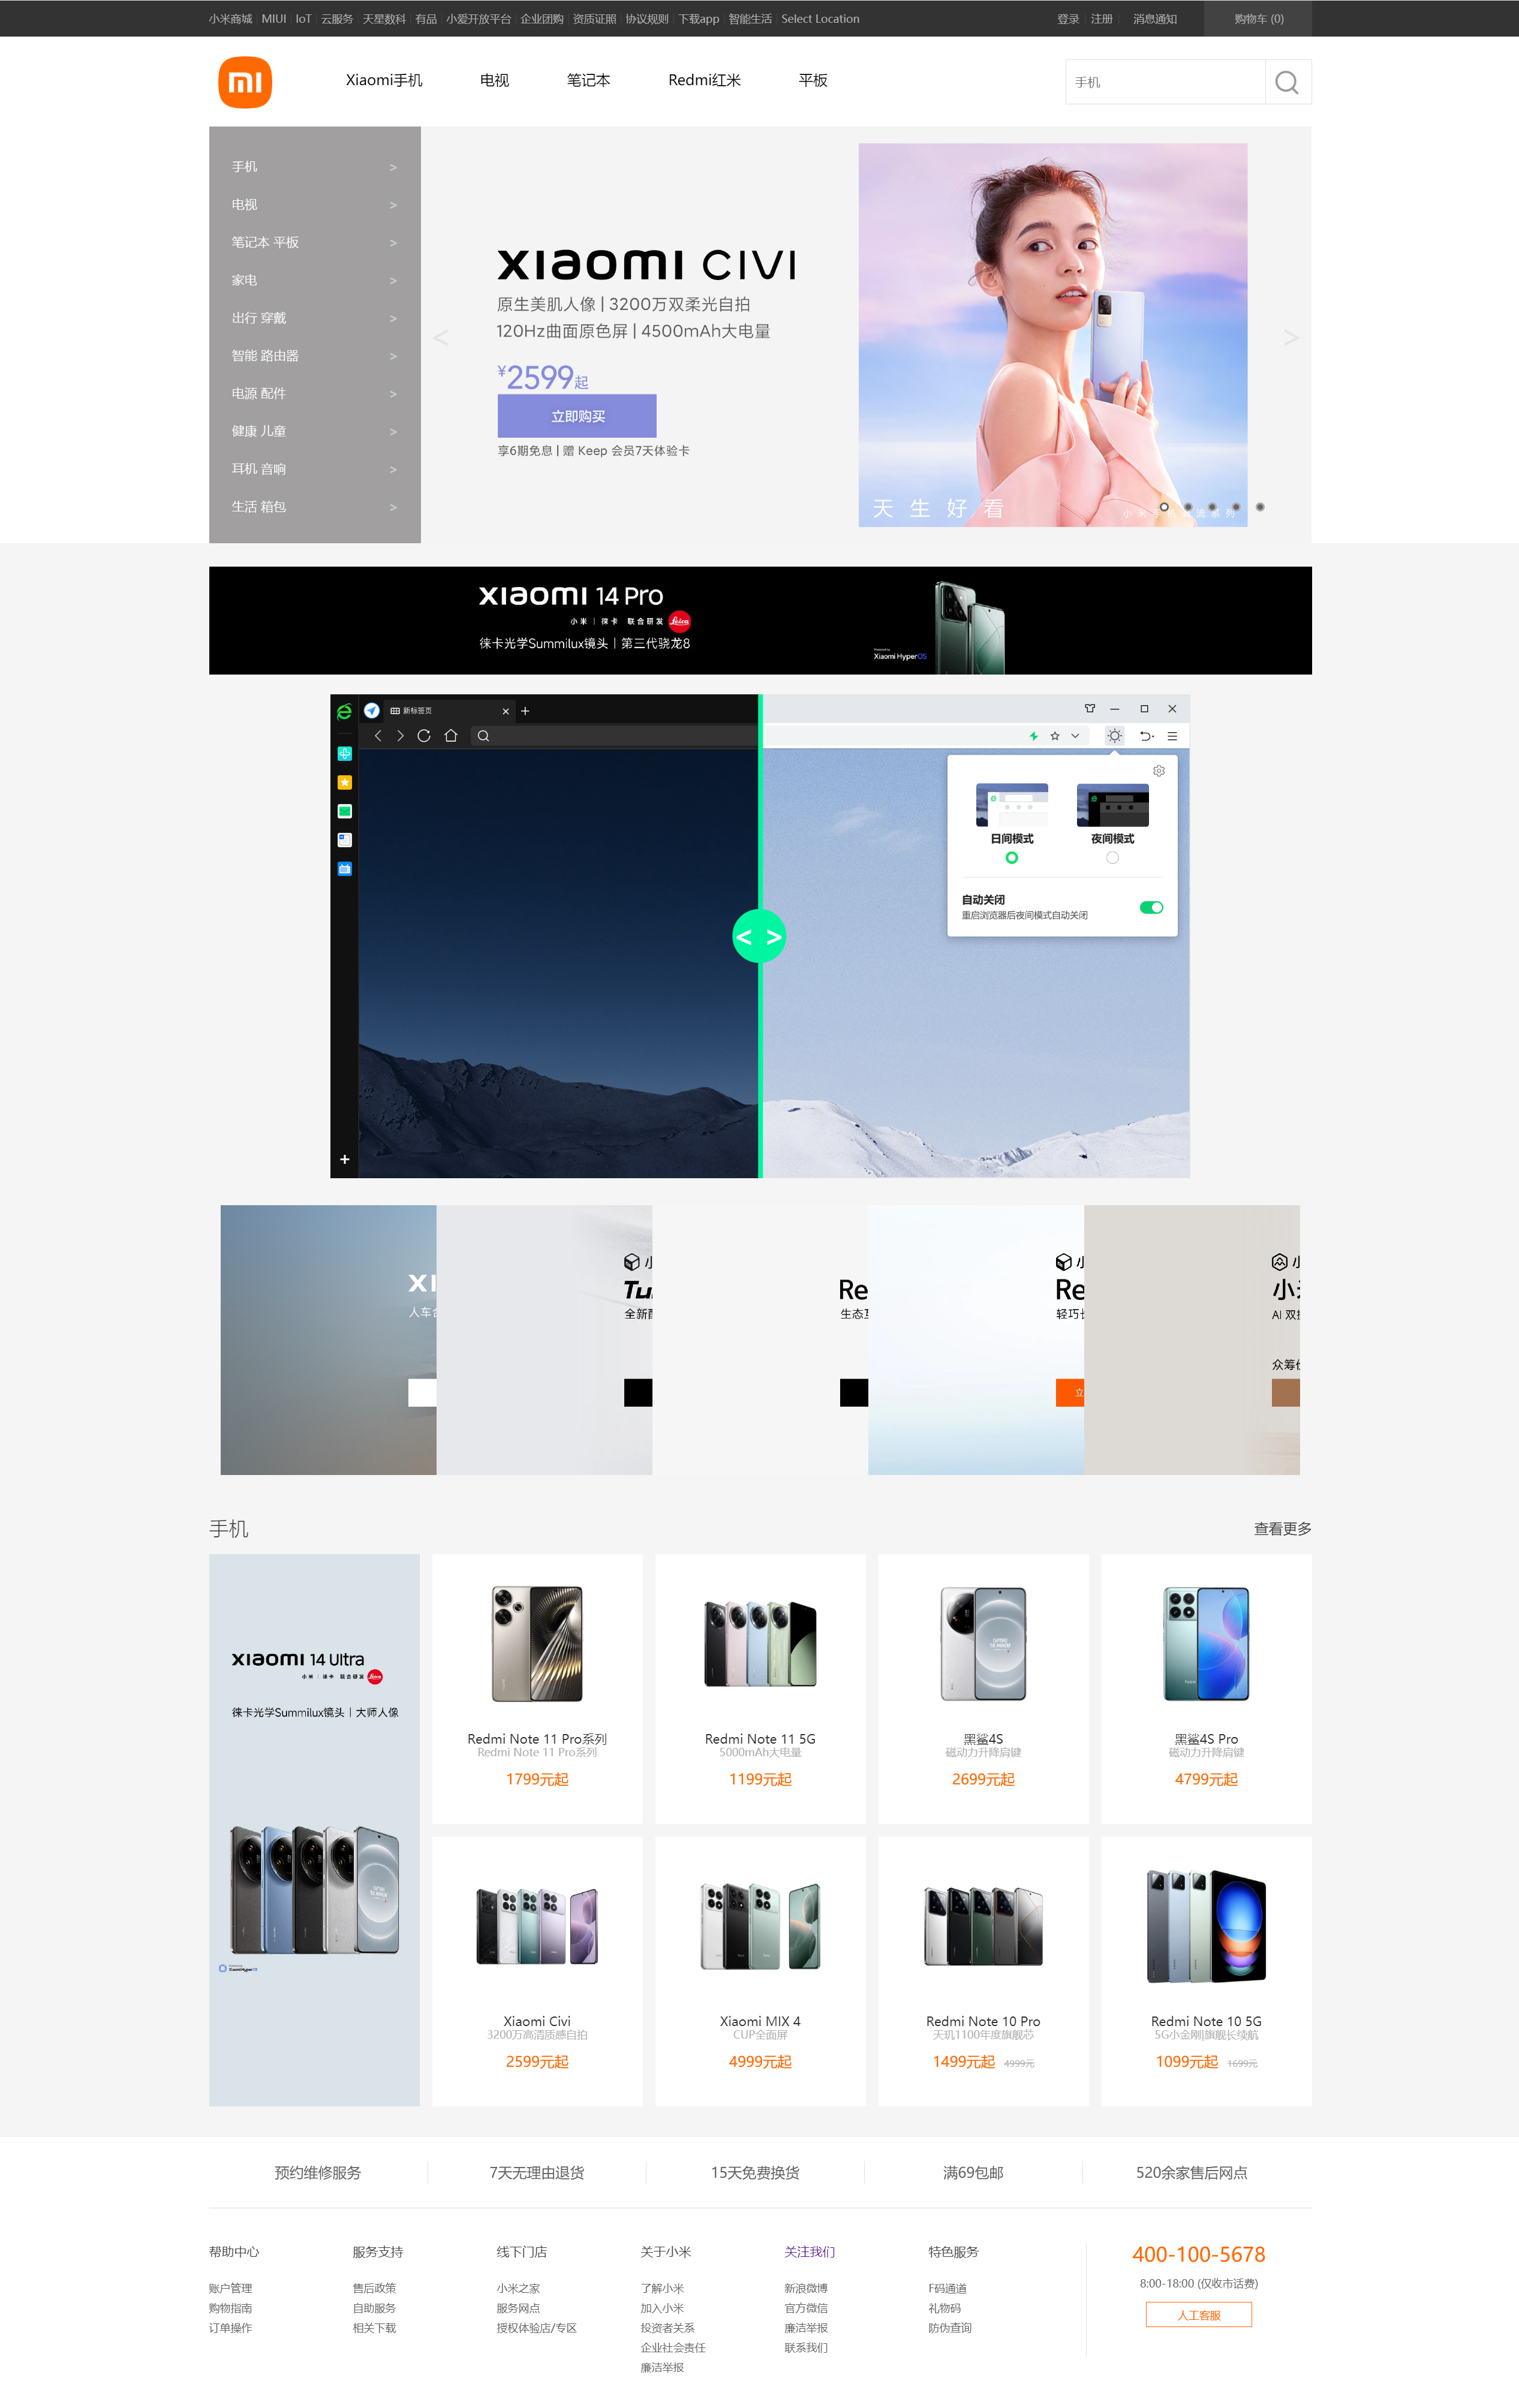 小米商城 MIUI IoT 云服务 天星数科 有品 小爱开放平台 企业团购 资质证照 协议规则 下载app 智能生活 Select Location
登录 注册 消息通知 购物车 (0)
mi
Xiaomi手机 电视 笔记本 Redmi红米 平板
手机
手机 >
电视 >
笔记本 平板 >
家电 >
出行 穿戴 >
智能 路由器 >
电源 配件 >
健康 儿童 >
耳机 音响 >
生活 箱包 >
< >
xiaomi CIVI
原生美肌人像 | 3200万双柔光自拍
120Hz曲面原色屏 | 4500mAh大电量
¥2599起
立即购买
享6期免息 | 赠 Keep 会员7天体验卡
天生好看
xiaomi 14 Pro
小米 | 徕卡 联合研发 Leica
徕卡光学Summilux镜头 | 第三代骁龙8
Xiaomi HyperOS
新标签页
日间模式 夜间模式
自动关闭
重启浏览器后夜间模式自动关闭
< >
XI
人车合
Tu
全新
Re
生态
Re
轻巧
立
小
AI 双
众筹
手机
查看更多
xiaomi 14 Ultra
小米 | 徕卡 联合研发 Leica
徕卡光学Summilux镜头 | 大师人像
Xiaomi HyperOS
Redmi Note 11 Pro系列
Redmi Note 11 Pro系列
1799元起
Redmi Note 11 5G
5000mAh大电量
1199元起
黑鲨4S
磁动力升降肩键
2699元起
黑鲨4S Pro
磁动力升降肩键
4799元起
Xiaomi Civi
3200万高清质感自拍
2599元起
Xiaomi MIX 4
CUP全面屏
4999元起
Redmi Note 10 Pro
天玑1100年度旗舰芯
1499元起 4999元
Redmi Note 10 5G
5G小金刚|旗舰长续航
1099元起 1699元
预约维修服务 7天无理由退货 15天免费换货 满69包邮 520余家售后网点
帮助中心
账户管理
购物指南
订单操作
服务支持
售后政策
自助服务
相关下载
线下门店
小米之家
服务网点
授权体验店/专区
关于小米
了解小米
加入小米
投资者关系
企业社会责任
廉洁举报
关注我们
新浪微博
官方微信
廉洁举报
联系我们
特色服务
F码通道
礼物码
防伪查询
400-100-5678
8:00-18:00 (仅收市话费)
人工客服